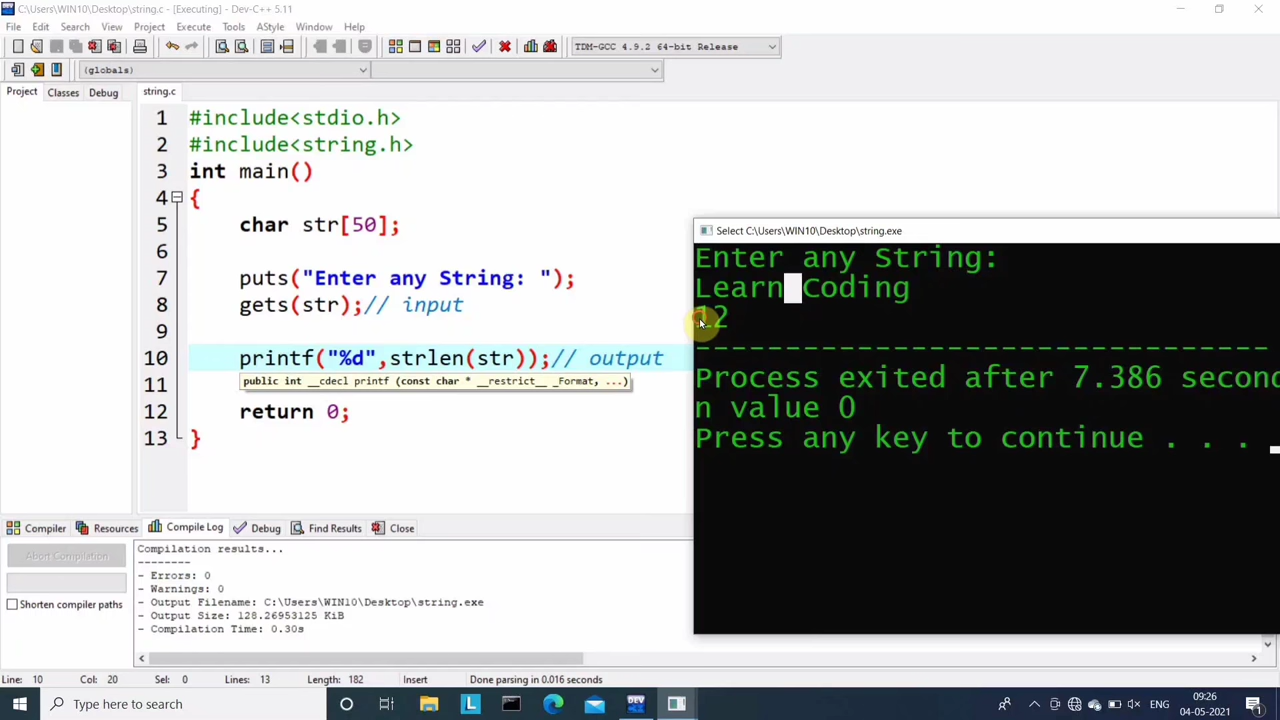 C:\Users\WIN10\Desktop\string.c - [Executing] - Dev-C++ 5.11
File Edit Search View Project Execute Tools AStyle Window Help
TDM-GCC 4.9.2 64-bit Release
(globals)
Project Classes Debug
string.c
1 #include<stdio.h>
2 #include<string.h>
3 int main()
4 {
5 char str[50];
6
7 puts("Enter any String: ");
8 gets(str);// input
9
10 printf("%d",strlen(str));// output
public int __cdecl printf (const char * __restrict__ _Format, ...)
11
12 return 0;
13 }
Select C:\Users\WIN10\Desktop\string.exe
Enter any String:
Learn Coding
12
--------------------------------
Process exited after 7.386 second
n value 0
Press any key to continue . . .
Compiler Resources Compile Log Debug Find Results Close
Abort Compilation
Shorten compiler paths
Compilation results...
--------
- Errors: 0
- Warnings: 0
- Output Filename: C:\Users\WIN10\Desktop\string.exe
- Output Size: 128.26953125 KiB
- Compilation Time: 0.30s
Line: 10 Col: 20 Sel: 0 Lines: 13 Length: 182 Insert Done parsing in 0.016 seconds
Type here to search
L
DEV
ENG
09:26
04-05-2021
1